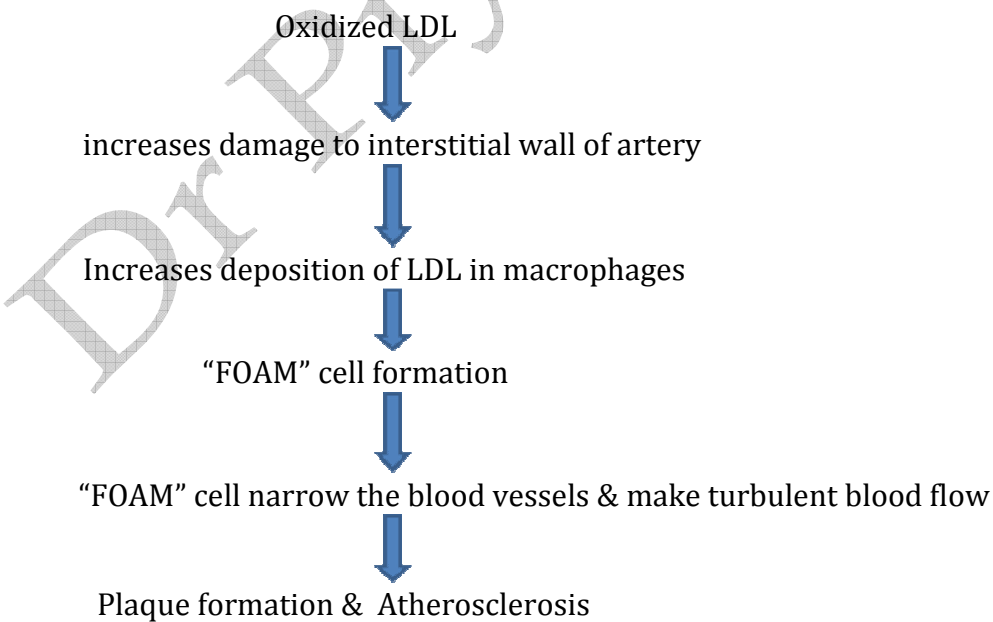 Oxidized LDL
increases damage to interstitial wall of artery
Increases deposition of LDL in macrophages
“FOAM” cell formation
“FOAM” cell narrow the blood vessels & make turbulent blood flow
Plaque formation & Atherosclerosis
Dr